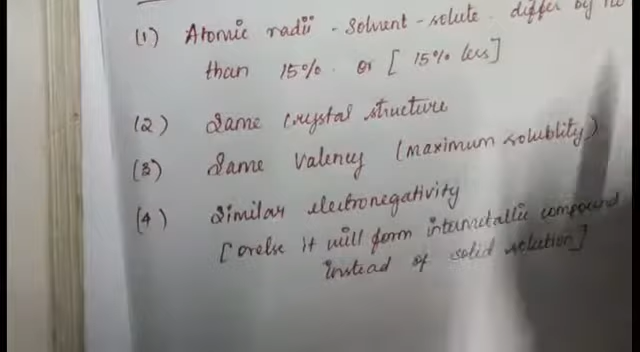 (1) Atomic radii - Solvent - solute. differ by
than 15%. or [15% less]
(2) Same crystal structure
(3) Same Valency (maximum solublity)
(4) Similar electronegativity
[orelse it will form intermetallic compound
instead of solid solution]